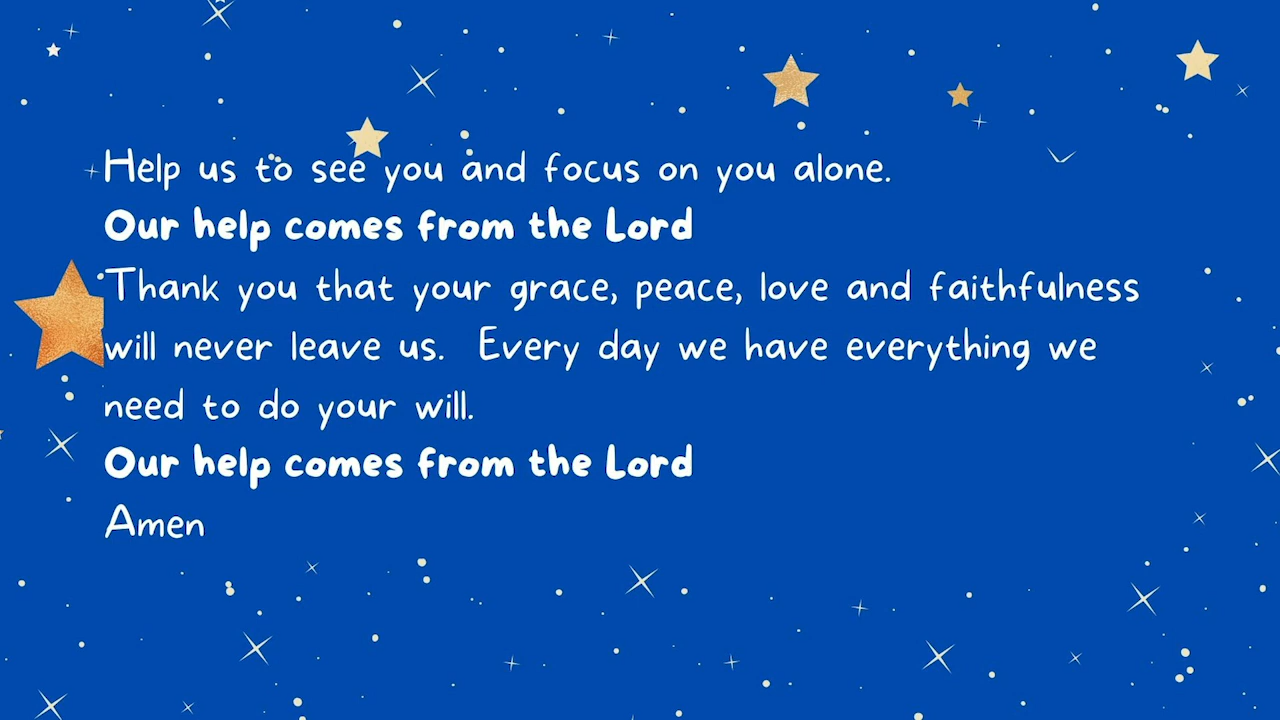 Help us to see you and focus on you alone.
Our help comes from the Lord
Thank you that your grace, peace, love and faithfulness
will never leave us.  Every day we have everything we
need to do your will.
Our help comes from the Lord
Amen